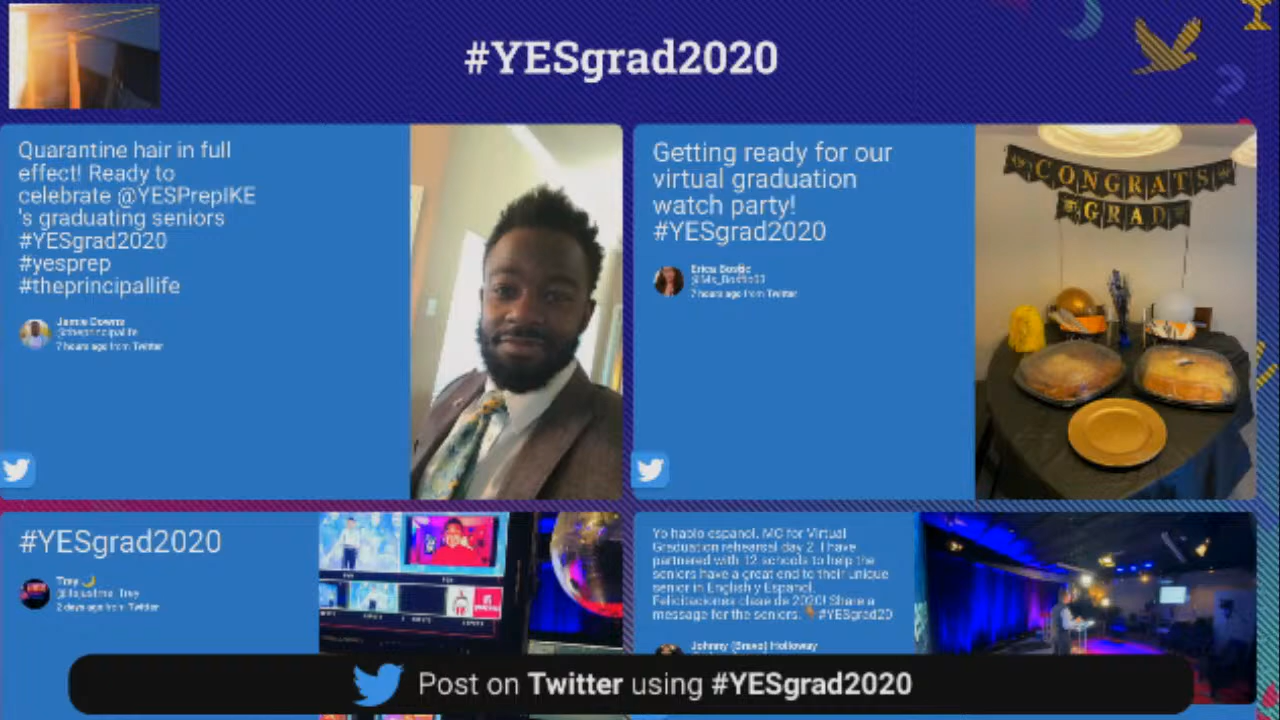 #YESgrad2020
Quarantine hair in full
effect! Ready to
celebrate @YESPrepIKE
's graduating seniors
#YESgrad2020
#yesprep
#theprincipallife
Jamie Downs
@theprincipallife
7 hours ago from Twitter
Getting ready for our
virtual graduation
watch party!
#YESgrad2020
Erica
7 hours ago from Twitter
CONGRATS
GRAD
#YESgrad2020
Trey
2 days ago from Twitter
Yo hablo espanol. MC for Virtual
Graduation rehearsal day 2. I have
partnered with 12 schools to help the
seniors have a great end to their unique
senior in English y Espanol.
Felicitaciones clase de 2020! Share a
message for the seniors. #YESgrad20
Johnny (Bravo) Holloway
Post on Twitter using #YESgrad2020